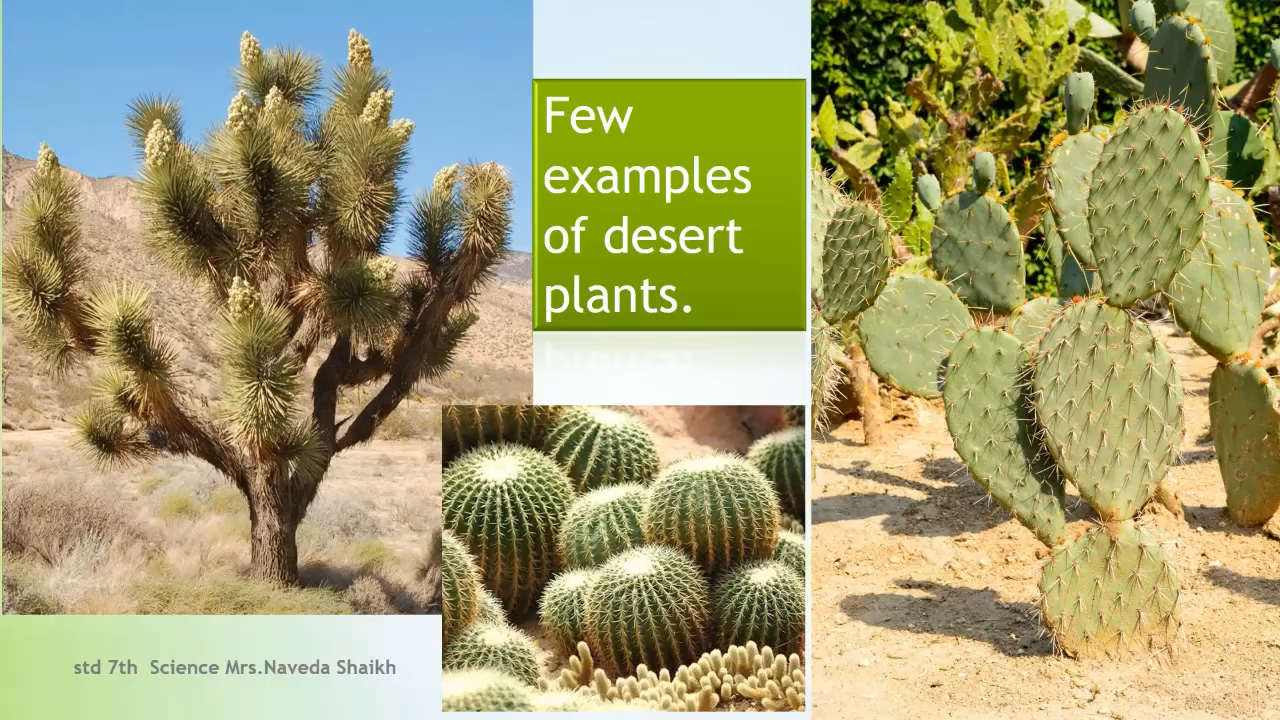 Few
examples
of desert
plants.
std 7th  Science Mrs.Naveda Shaikh